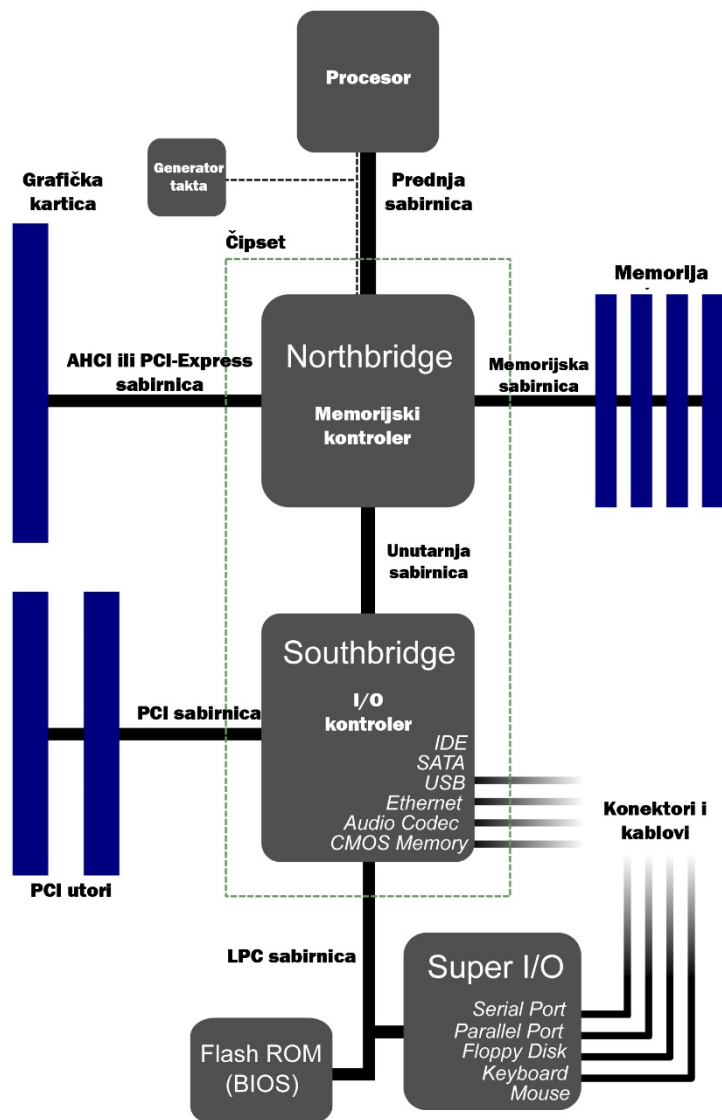 Procesor
Generator
takta
Grafička
kartica
Prednja
sabirnica
Čipset
Memorija
Northbridge
Memorijski
kontroler
AHCI ili PCI-Express
sabirnica
Memorijska
sabirnica
Unutarnja
sabirnica
Southbridge
I/O
kontroler
IDE
SATA
USB
Ethernet
Audio Codec
CMOS Memory
PCI sabirnica
Konektori i
kablovi
PCI utori
LPC sabirnica
Super I/O
Serial Port
Parallel Port
Floppy Disk
Keyboard
Mouse
Flash ROM
(BIOS)